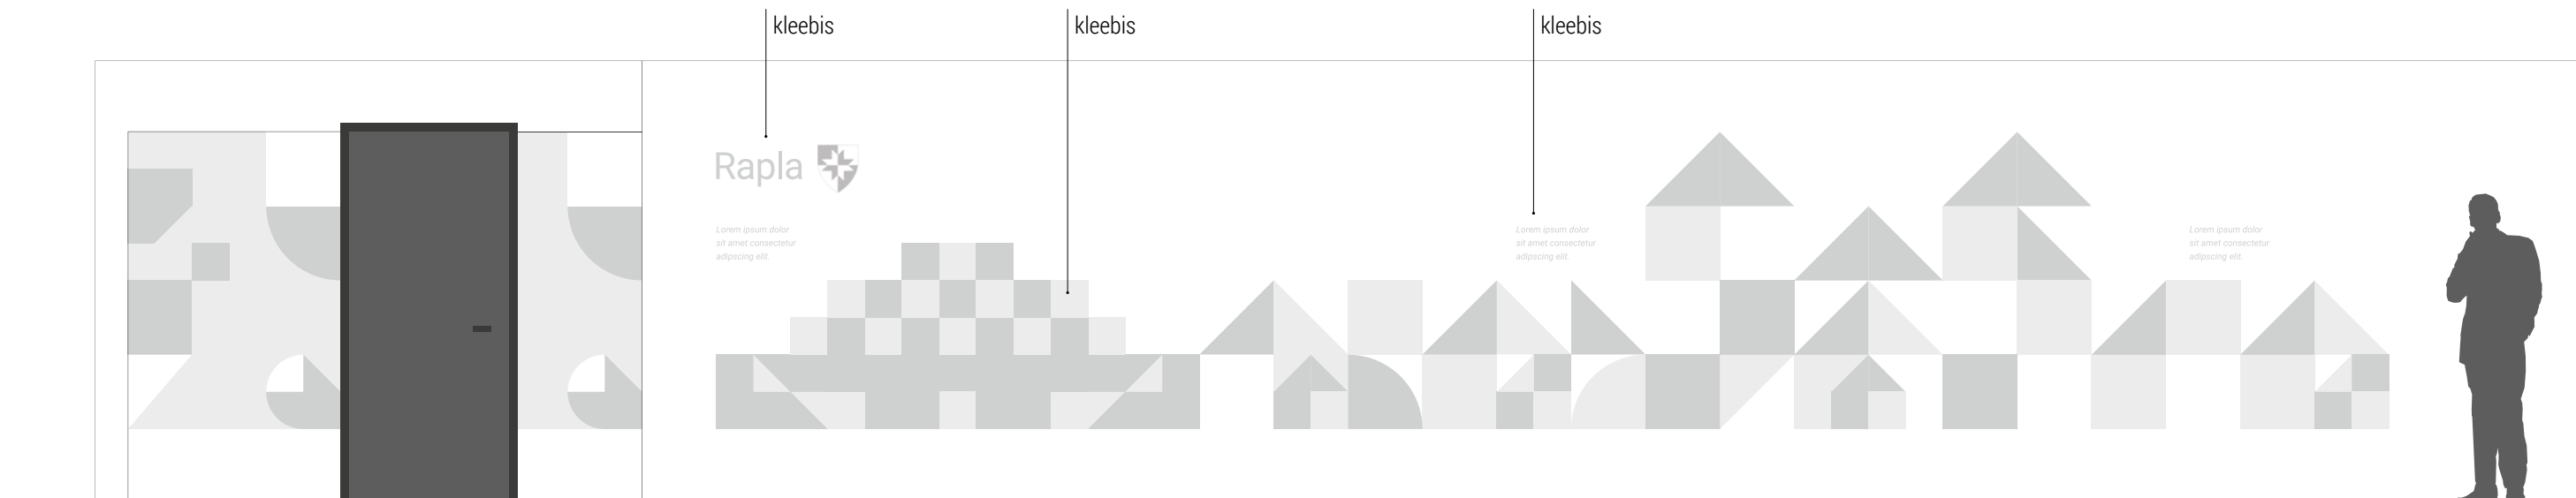 kleebis
kleebis
kleebis
Rapla
Lorem ipsum dolor
sit amet consectetur
adipscing elit.
Lorem ipsum dolor
sit amet consectetur
adipscing elit.
Lorem ipsum dolor
sit amet consectetur
adipscing elit.